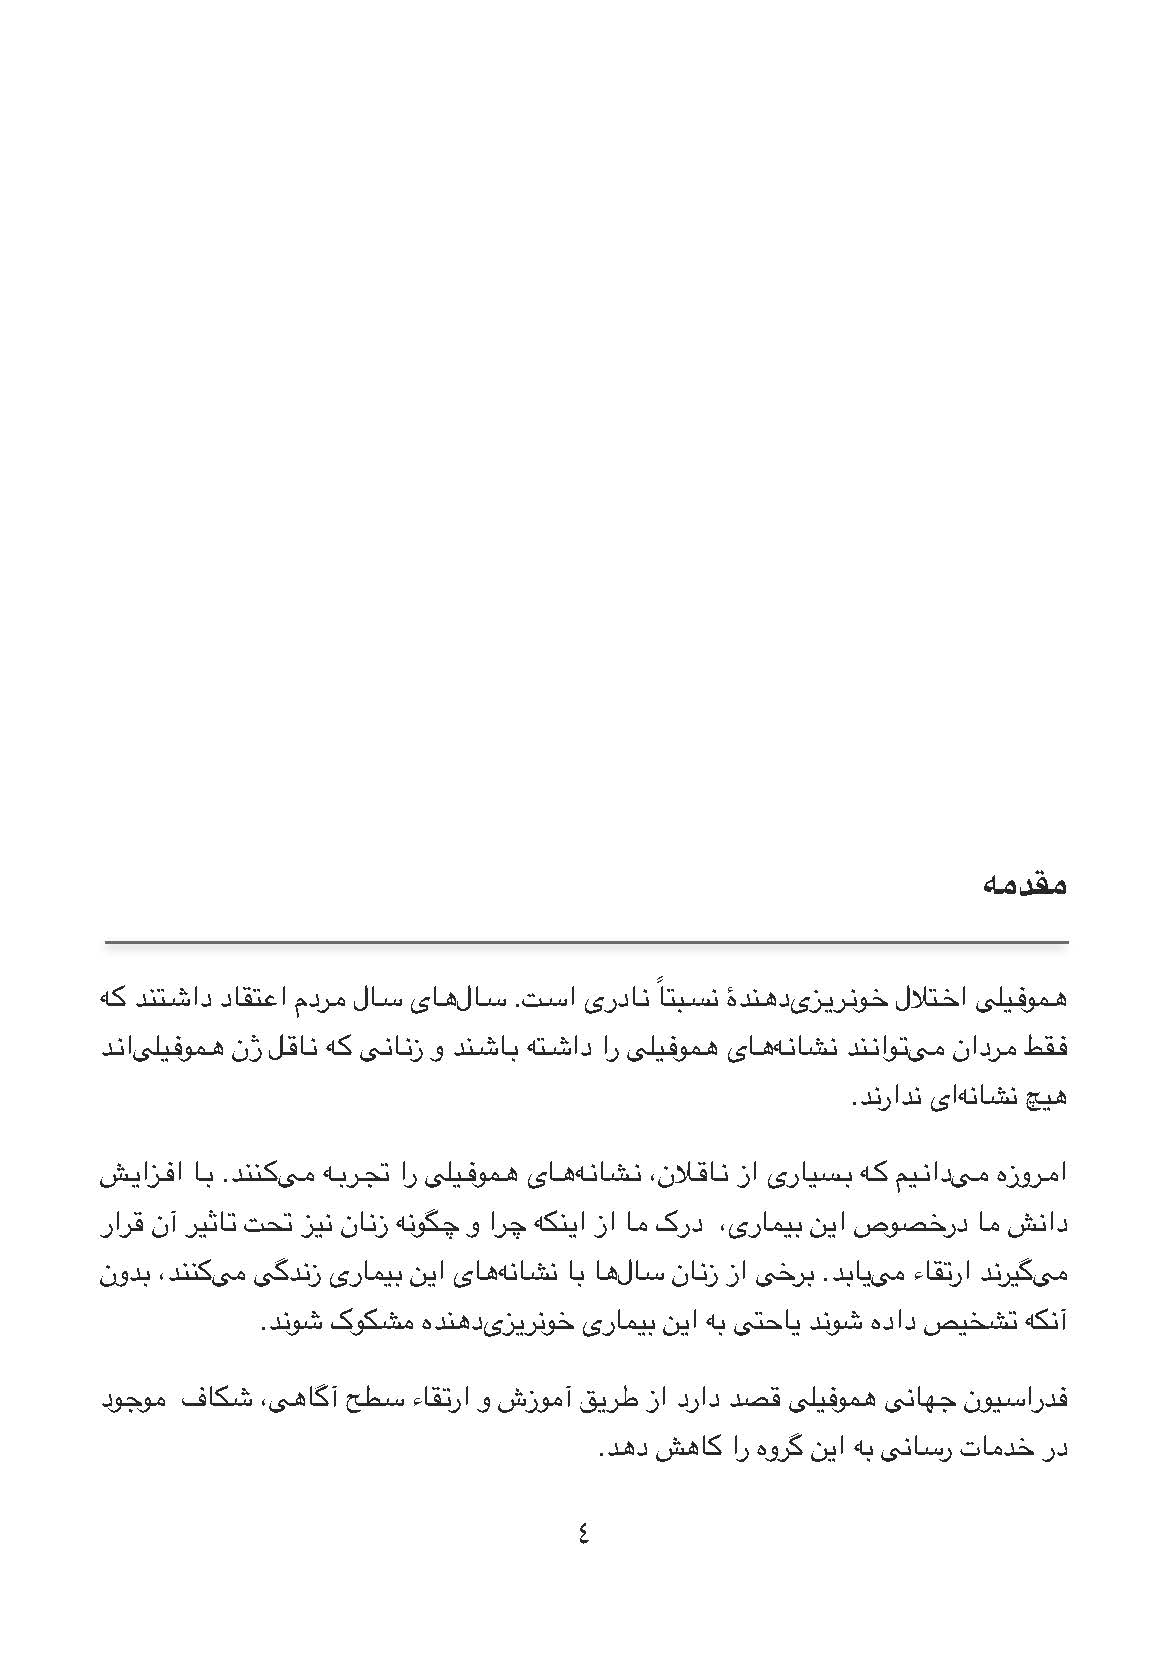 مقدمه
هموفیلی اختلال خونریزی‌دهندهٔ نسبتاً نادری است. سال‌های سال مردم اعتقاد داشتند که
فقط مردان می‌توانند نشانه‌های هموفیلی را داشته باشند و زنانی که ناقل ژن هموفیلی‌اند
هیچ نشانه‌ای ندارند.
امروزه می‌دانیم که بسیاری از ناقلان، نشانه‌های هموفیلی را تجربه می‌کنند. با افزایش
دانش ما درخصوص این بیماری، درک ما از اینکه چرا و چگونه زنان نیز تحت تاثیر آن قرار
می‌گیرند ارتقاء می‌یابد. برخی از زنان سال‌ها با نشانه‌های این بیماری زندگی می‌کنند، بدون
آنکه تشخیص داده شوند یاحتی به این بیماری خونریزی‌دهنده مشکوک شوند.
فدراسیون جهانی هموفیلی قصد دارد از طریق آموزش و ارتقاء سطح آگاهی، شکاف موجود
در خدمات رسانی به این گروه را کاهش دهد.
٤